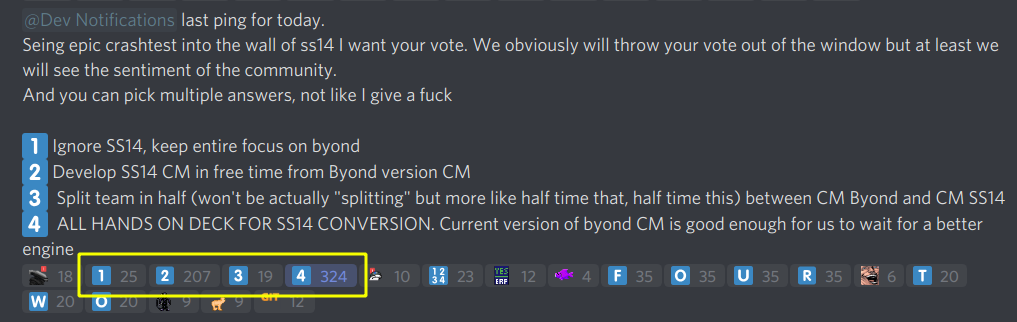 @Dev Notifications last ping for today.
Seing epic crashtest into the wall of ss14 I want your vote. We obviously will throw your vote out of the window but at least we
will see the sentiment of the community.
And you can pick multiple answers, not like I give a fuck
1 Ignore SS14, keep entire focus on byond
2 Develop SS14 CM in free time from Byond version CM
3 Split team in half (won't be actually "splitting" but more like half time that, half time this) between CM Byond and CM SS14
4 ALL HANDS ON DECK FOR SS14 CONVERSION. Current version of byond CM is good enough for us to wait for a better
engine
18 1 25 2 207 3 19 4 324 10 1234 23 YES ERP 12 4 F 35 O 35 U 35 R 35 6 T 20
W 20 O 20 9 9 12